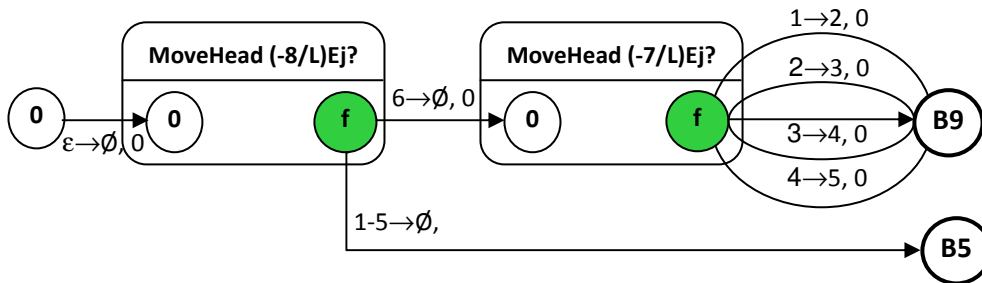 1→2, 0
MoveHead (-8/L)Ej?
MoveHead (-7/L)Ej?
2→3, 0
6→Ø, 0
0
0
f
0
f
B9
ε→Ø, 0
3→4, 0
4→5, 0
1-5→Ø,
B5